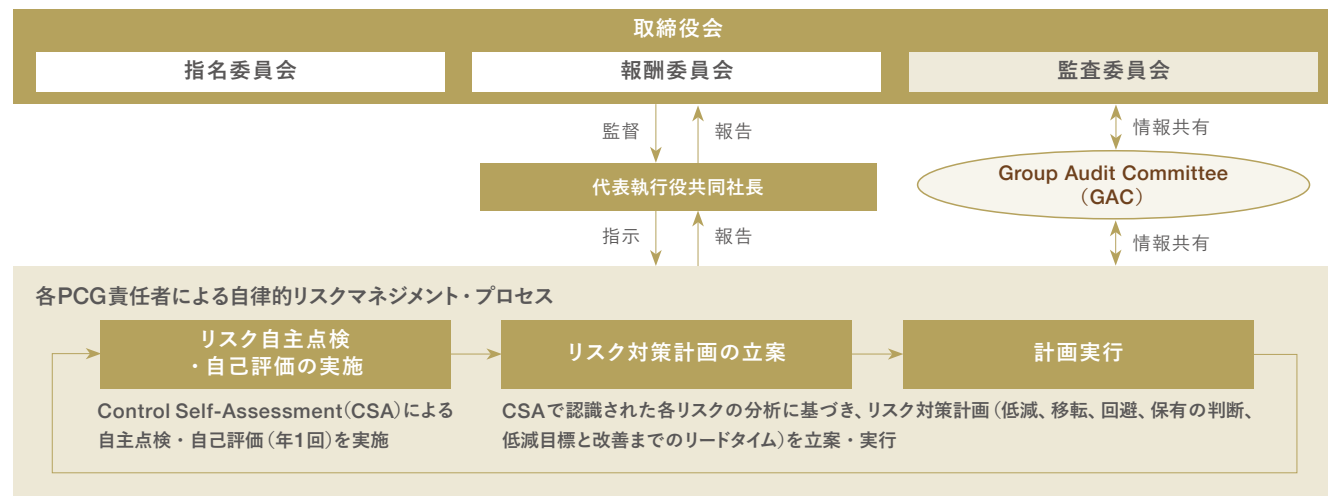 取締役会
指名委員会
報酬委員会
監査委員会
監督
報告
情報共有
代表執行役共同社長
Group Audit Committee
（GAC）
指示
報告
情報共有
各PCG責任者による自律的リスクマネジメント・プロセス
リスク自主点検
・自己評価の実施
リスク対策計画の立案
計画実行
Control Self-Assessment（CSA）による
自主点検・自己評価（年1回）を実施
CSAで認識された各リスクの分析に基づき、リスク対策計画（低減、移転、回避、保有の判断、
低減目標と改善までのリードタイム）を立案・実行